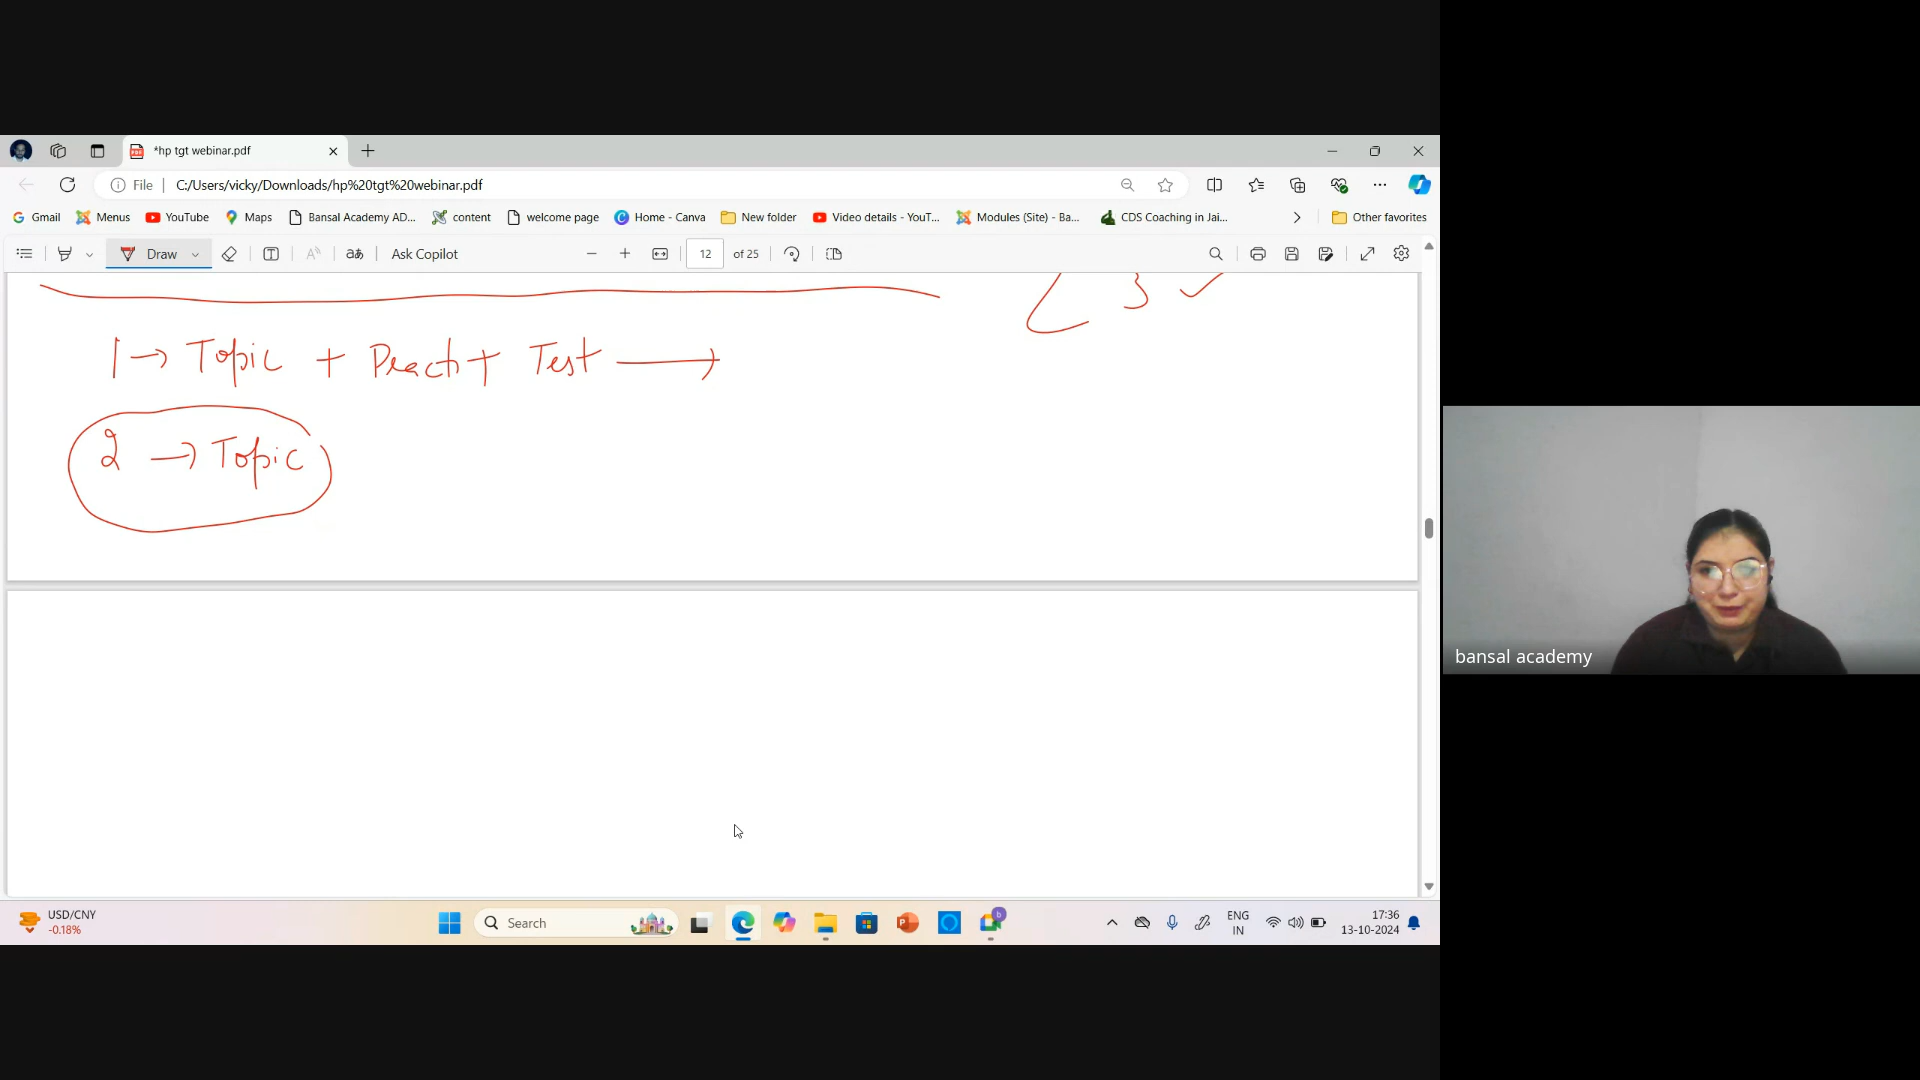 *hp tgt webinar.pdf
File C:/Users/vicky/Downloads/hp%20tgt%20webinar.pdf
Gmail Menus YouTube Maps Bansal Academy AD... content welcome page Home - Canva New folder Video details - YouT... Modules (Site) - Ba... CDS Coaching in Jai... Other favorites
Draw aあ Ask Copilot 12 of 25
3 ✓
1 → Topic + Pract + Test →
2 → Topic
bansal academy
USD/CNY
-0.18%
Search
ENG
IN
17:36
13-10-2024